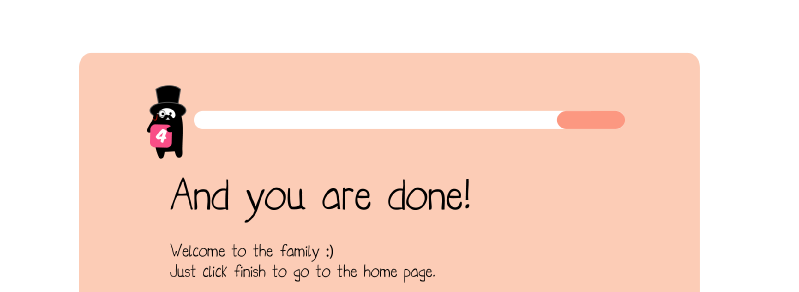 4
And you are done!
Welcome to the family :)
Just click finish to go to the home page.